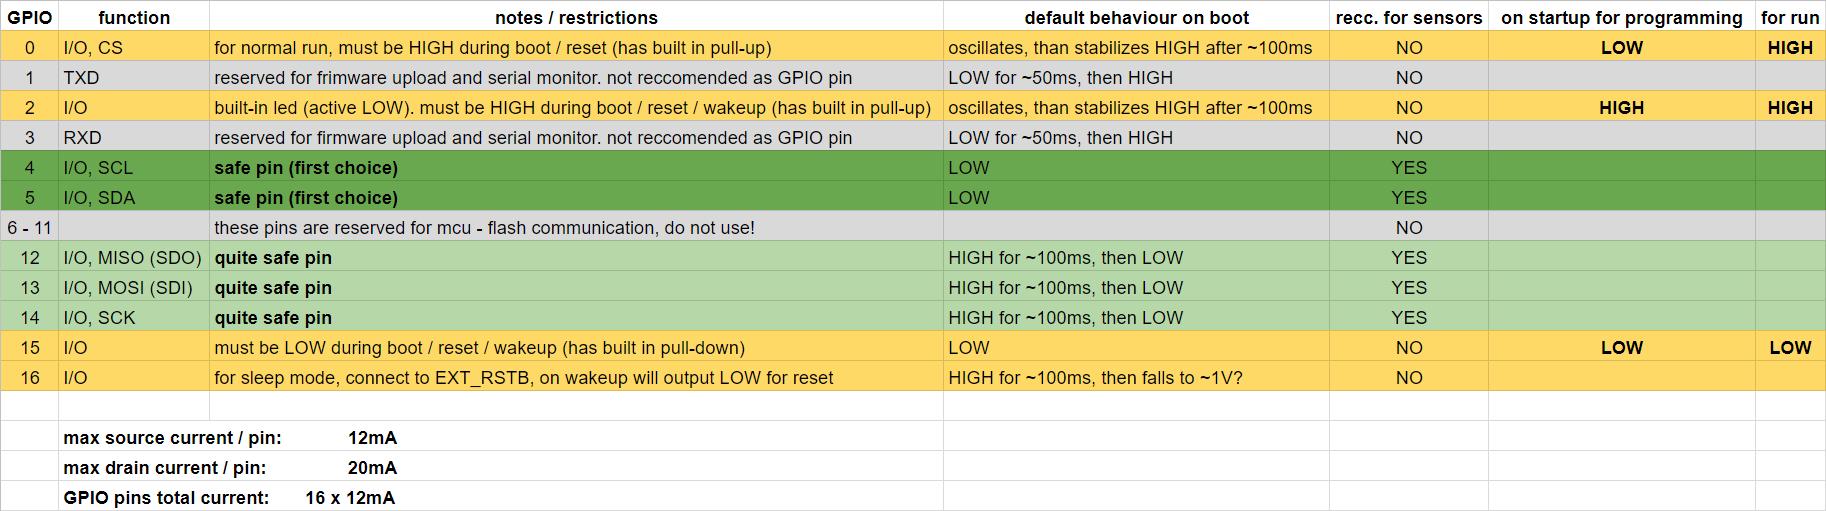 GPIO function notes / restrictions default behaviour on boot recc. for sensors on startup for programming for run
0 I/O, CS for normal run, must be HIGH during boot / reset (has built in pull-up) oscillates, than stabilizes HIGH after ~100ms NO LOW HIGH
1 TXD reserved for frimware upload and serial monitor. not reccomended as GPIO pin LOW for ~50ms, then HIGH NO
2 I/O built-in led (active LOW). must be HIGH during boot / reset / wakeup (has built in pull-up) oscillates, than stabilizes HIGH after ~100ms NO HIGH HIGH
3 RXD reserved for firmware upload and serial monitor. not reccomended as GPIO pin LOW for ~50ms, then HIGH NO
4 I/O, SCL safe pin (first choice) LOW YES
5 I/O, SDA safe pin (first choice) LOW YES
6 - 11 these pins are reserved for mcu - flash communication, do not use! NO
12 I/O, MISO (SDO) quite safe pin HIGH for ~100ms, then LOW YES
13 I/O, MOSI (SDI) quite safe pin HIGH for ~100ms, then LOW YES
14 I/O, SCK quite safe pin HIGH for ~100ms, then LOW YES
15 I/O must be LOW during boot / reset / wakeup (has built in pull-down) LOW NO LOW LOW
16 I/O for sleep mode, connect to EXT_RSTB, on wakeup will output LOW for reset HIGH for ~100ms, then falls to ~1V? NO
max source current / pin: 12mA
max drain current / pin: 20mA
GPIO pins total current: 16 x 12mA